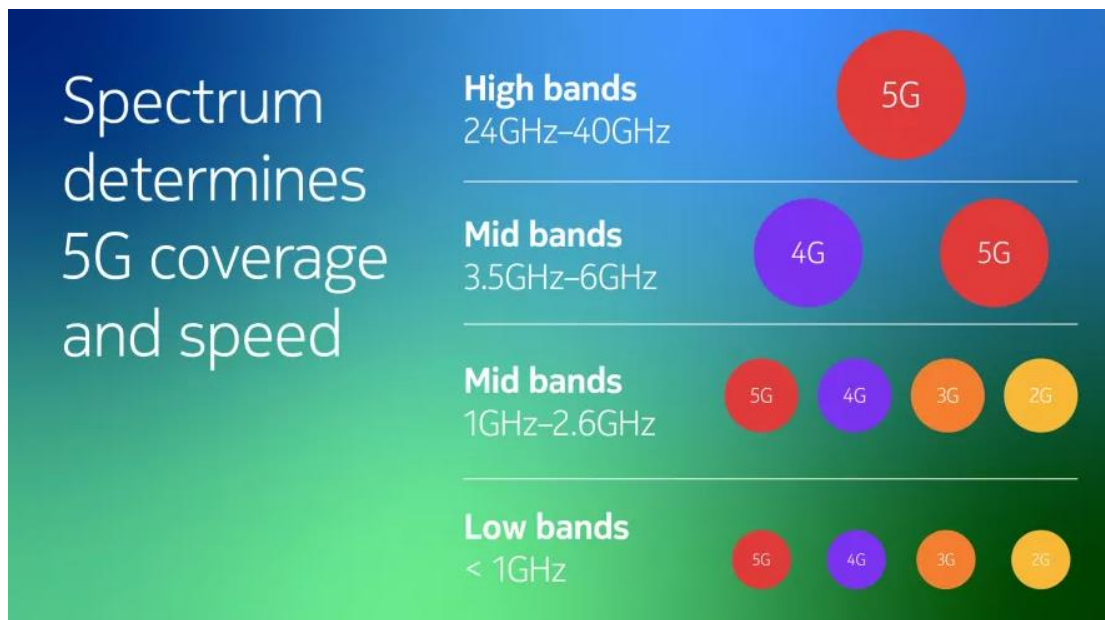 Spectrum
determines
5G coverage
and speed
High bands
24GHz–40GHz
5G
Mid bands
3.5GHz–6GHz
4G 5G
Mid bands
1GHz–2.6GHz
5G 4G 3G 2G
Low bands
< 1GHz
5G 4G 3G 2G